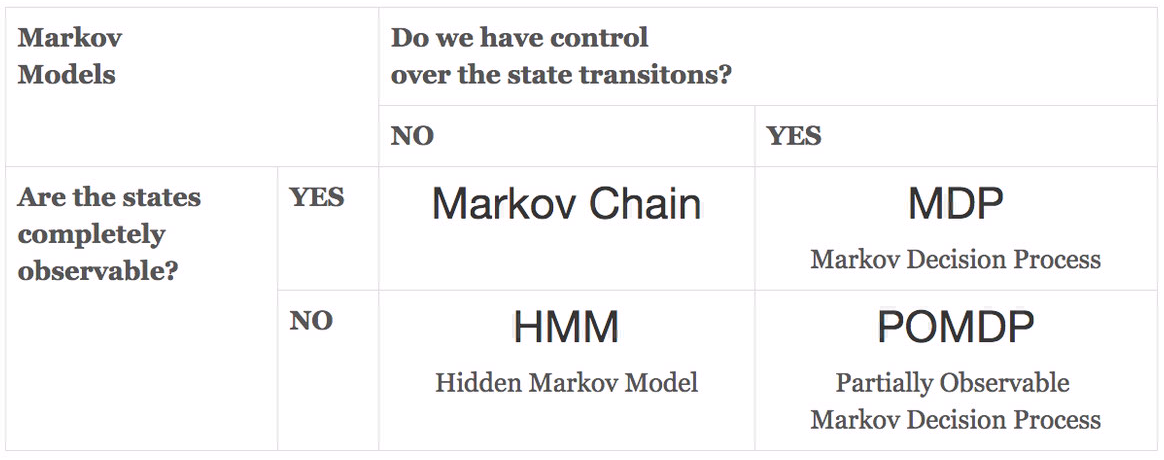 Markov
Models
Do we have control
over the state transitons?
NO
YES
Are the states
completely
observable?
YES
Markov Chain
MDP
Markov Decision Process
NO
HMM
Hidden Markov Model
POMDP
Partially Observable
Markov Decision Process